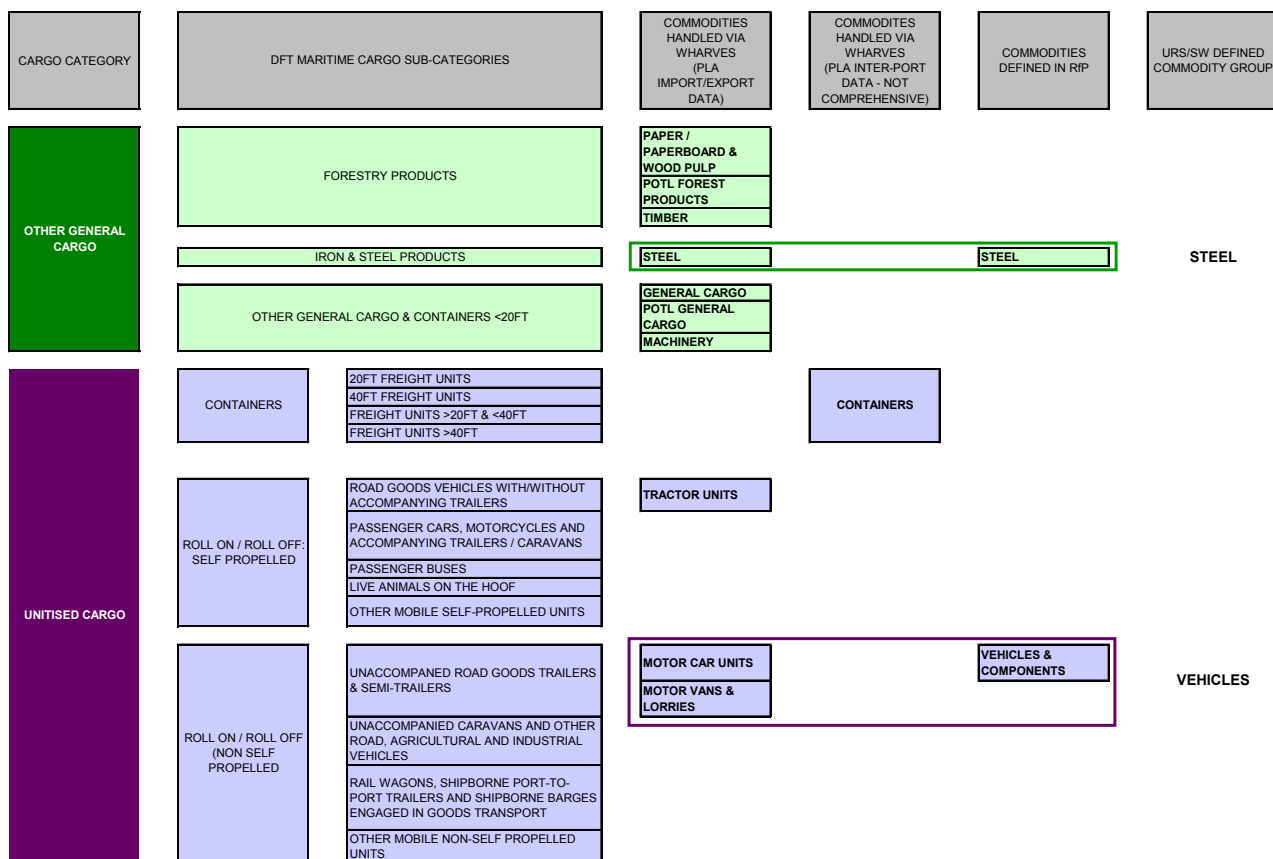 CARGO CATEGORY
DFT MARITIME CARGO SUB-CATEGORIES
COMMODITIES
HANDLED VIA
WHARVES
(PLA
IMPORT/EXPORT
DATA)
COMMODITES
HANDLED VIA
WHARVES
(PLA INTER-PORT
DATA - NOT
COMPREHENSIVE)
COMMODITIES
DEFINED IN RfP
URS/SW DEFINED
COMMODITY GROUP
OTHER GENERAL
CARGO
FORESTRY PRODUCTS
PAPER /
PAPERBOARD &
WOOD PULP
POTL FOREST
PRODUCTS
TIMBER
IRON & STEEL PRODUCTS
STEEL
STEEL
STEEL
OTHER GENERAL CARGO & CONTAINERS <20FT
GENERAL CARGO
POTL GENERAL
CARGO
MACHINERY
UNITISED CARGO
CONTAINERS
20FT FREIGHT UNITS
40FT FREIGHT UNITS
FREIGHT UNITS >20FT & <40FT
FREIGHT UNITS >40FT
CONTAINERS
ROLL ON / ROLL OFF:
SELF PROPELLED
ROAD GOODS VEHICLES WITH/WITHOUT
ACCOMPANYING TRAILERS
TRACTOR UNITS
PASSENGER CARS, MOTORCYCLES AND
ACCOMPANYING TRAILERS / CARAVANS
PASSENGER BUSES
LIVE ANIMALS ON THE HOOF
OTHER MOBILE SELF-PROPELLED UNITS
ROLL ON / ROLL OFF
(NON SELF
PROPELLED
UNACCOMPANED ROAD GOODS TRAILERS
& SEMI-TRAILERS
MOTOR CAR UNITS
MOTOR VANS &
LORRIES
VEHICLES &
COMPONENTS
VEHICLES
UNACCOMPANIED CARAVANS AND OTHER
ROAD, AGRICULTURAL AND INDUSTRIAL
VEHICLES
RAIL WAGONS, SHIPBORNE PORT-TO-
PORT TRAILERS AND SHIPBORNE BARGES
ENGAGED IN GOODS TRANSPORT
OTHER MOBILE NON-SELF PROPELLED
UNITS